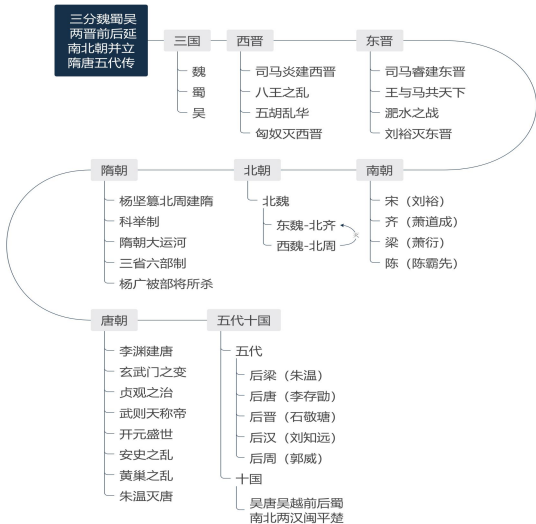 三分魏蜀吴
两晋前后延
南北朝并立
隋唐五代传
三国
魏
蜀
吴
西晋
司马炎建西晋
八王之乱
五胡乱华
匈奴灭西晋
东晋
司马睿建东晋
王与马共天下
淝水之战
刘裕灭东晋
南朝
宋（刘裕）
齐（萧道成）
梁（萧衍）
陈（陈霸先）
北朝
北魏
东魏-北齐
西魏-北周
隋朝
杨坚篡北周建隋
科举制
隋朝大运河
三省六部制
杨广被部将所杀
唐朝
李渊建唐
玄武门之变
贞观之治
武则天称帝
开元盛世
安史之乱
黄巢之乱
朱温灭唐
五代十国
五代
后梁（朱温）
后唐（李存勖）
后晋（石敬瑭）
后汉（刘知远）
后周（郭威）
十国
吴唐吴越前后蜀
南北两汉闽平楚